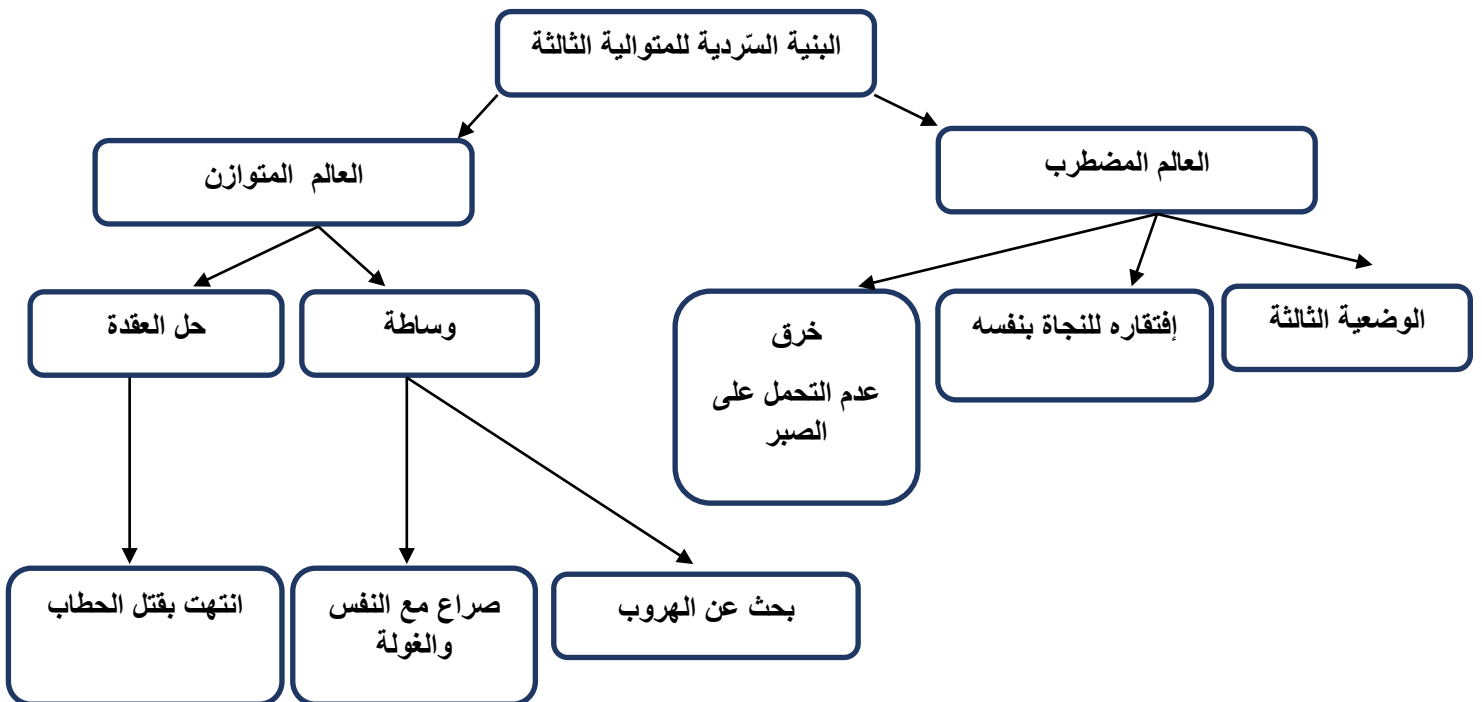 البنية السّردية للمتوالية الثالثة
العالم المضطرب
العالم المتوازن
الوضعية الثالثة
إفتقاره للنجاة بنفسه
خرق
عدم التحمل على
الصبر
وساطة
حل العقدة
بحث عن الهروب
صراع مع النفس
والغولة
انتهت بقتل الحطاب